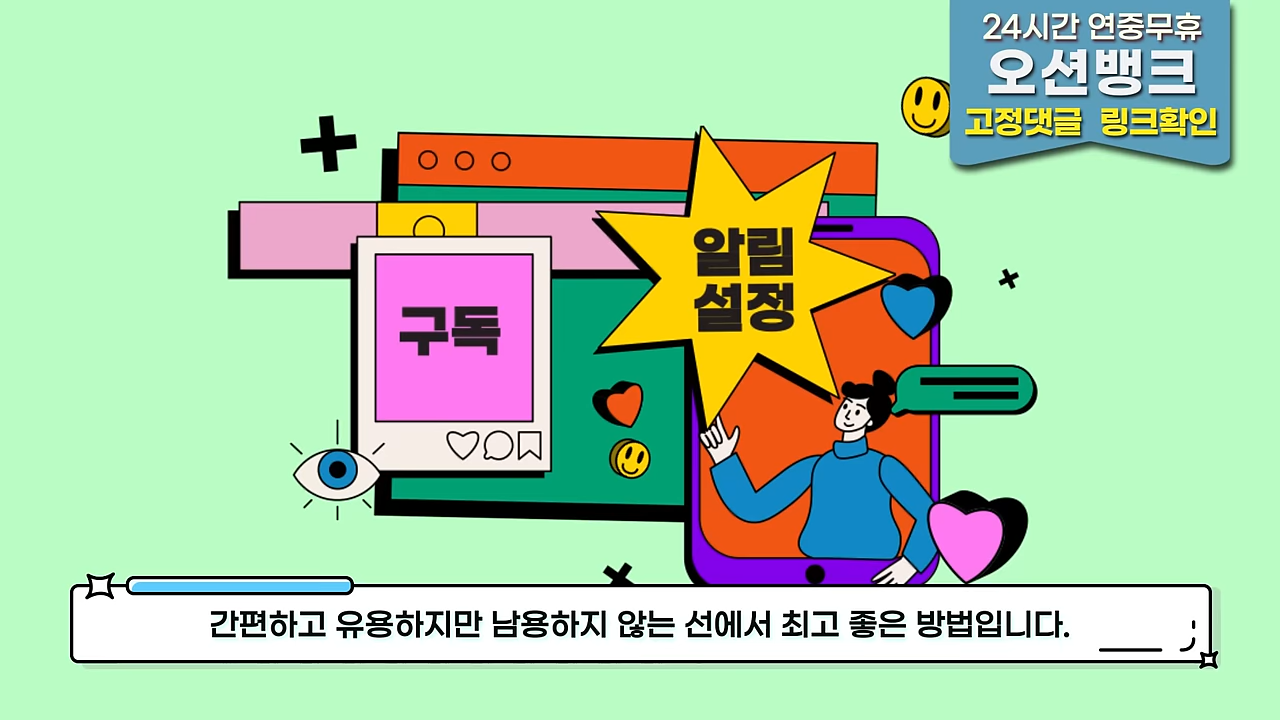 24시간 연중무휴
오션뱅크
고정댓글 링크확인
알림
설정
구독
간편하고 유용하지만 남용하지 않는 선에서 최고 좋은 방법입니다.